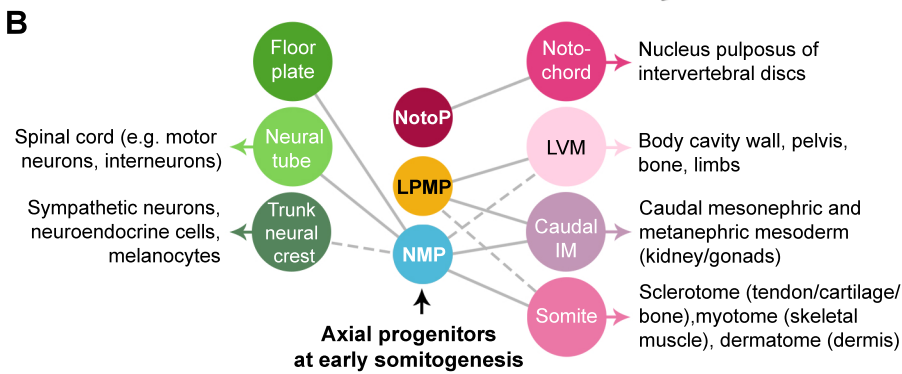 B
Floor
plate
Neural
tube
Trunk
neural
crest
Spinal cord (e.g. motor
neurons, interneurons)
Sympathetic neurons,
neuroendocrine cells,
melanocytes
NotoP
LPMP
NMP
Axial progenitors
at early somitogenesis
Noto-
chord
LVM
Caudal
IM
Somite
Nucleus pulposus of
intervertebral discs
Body cavity wall, pelvis,
bone, limbs
Caudal mesonephric and
metanephric mesoderm
(kidney/gonads)
Sclerotome (tendon/cartilage/
bone),myotome (skeletal
muscle), dermatome (dermis)